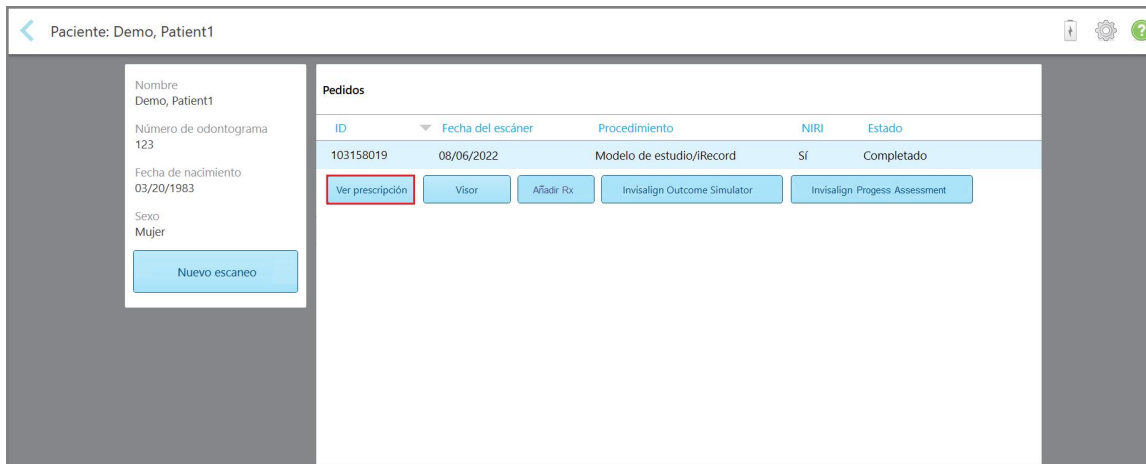 Paciente: Demo, Patient1
?
Nombre
Demo, Patient1
Número de odontograma
123
Fecha de nacimiento
03/20/1983
Sexo
Mujer
Nuevo escaneo
Pedidos
ID Fecha del escáner Procedimiento NIRI Estado
103158019 08/06/2022 Modelo de estudio/iRecord Sí Completado
Ver prescripción Visor Añadir Rx Invisalign Outcome Simulator Invisalign Progess Assessment